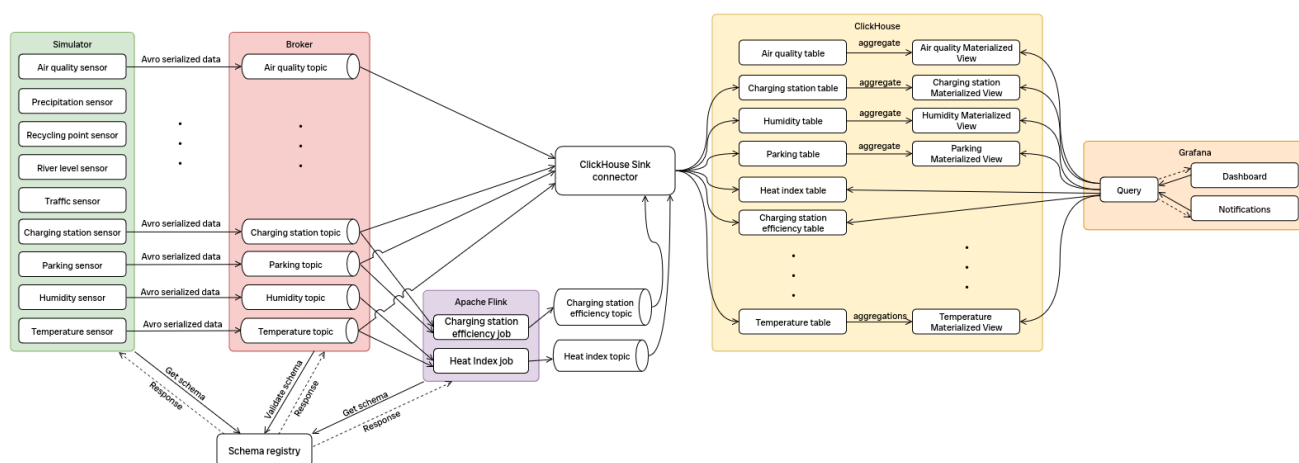 Simulator
Air quality sensor
Precipitation sensor
Recycling point sensor
River level sensor
Traffic sensor
Charging station sensor
Parking sensor
Humidity sensor
Temperature sensor
Avro serialized data
Avro serialized data
Avro serialized data
Avro serialized data
Avro serialized data
Broker
Air quality topic
Charging station topic
Parking topic
Humidity topic
Temperature topic
Get schema
Response
Validate schema
Response
Get schema
Response
Schema registry
Apache Flink
Charging station
efficiency job
Heat Index job
Charging station
efficiency topic
Heat index topic
ClickHouse Sink
connector
ClickHouse
Air quality table
aggregate
Air quality Materialized
View
Charging station table
aggregate
Charging station
Materialized View
Humidity table
aggregate
Humidity Materialized
View
Parking table
aggregate
Parking
Materialized View
Heat index table
Charging station
efficiency table
Temperature table
aggregations
Temperature
Materialized View
Grafana
Query
Dashboard
Notifications